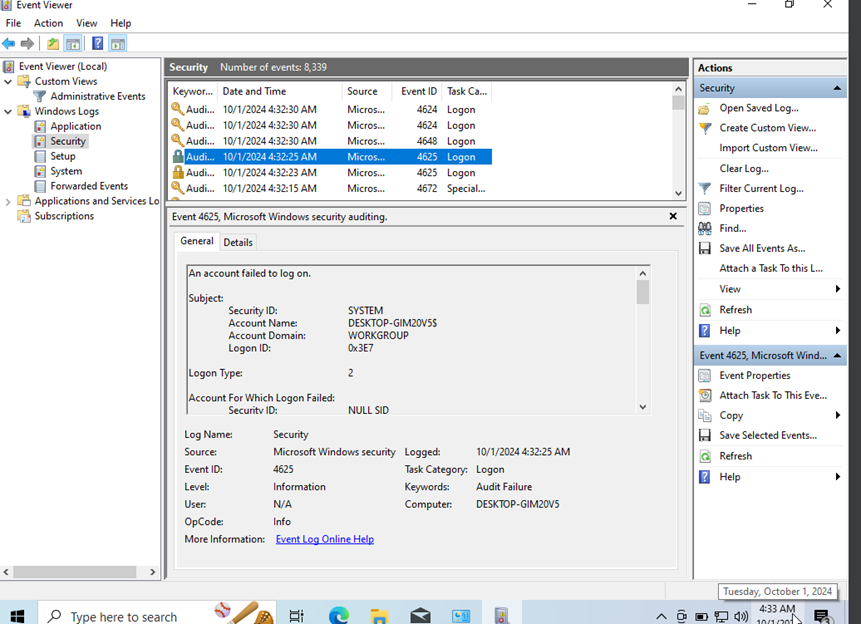 Event Viewer
File Action View Help
Event Viewer (Local)
Custom Views
Administrative Events
Windows Logs
Application
Security
Setup
System
Forwarded Events
Applications and Services Lo
Subscriptions
Security Number of events: 8,339
Keywor... Date and Time Source Event ID Task Ca...
Audi... 10/1/2024 4:32:30 AM Micros... 4624 Logon
Audi... 10/1/2024 4:32:30 AM Micros... 4624 Logon
Audi... 10/1/2024 4:32:30 AM Micros... 4648 Logon
Audi... 10/1/2024 4:32:25 AM Micros... 4625 Logon
Audi... 10/1/2024 4:32:23 AM Micros... 4625 Logon
Audi... 10/1/2024 4:32:15 AM Micros... 4672 Special...
Event 4625, Microsoft Windows security auditing.
General Details
An account failed to log on.
Subject:
Security ID: SYSTEM
Account Name: DESKTOP-GIM20V5$
Account Domain: WORKGROUP
Logon ID: 0x3E7
Logon Type: 2
Account For Which Logon Failed:
Security ID: NULL SID
Log Name: Security
Source: Microsoft Windows security Logged: 10/1/2024 4:32:25 AM
Event ID: 4625 Task Category: Logon
Level: Information Keywords: Audit Failure
User: N/A Computer: DESKTOP-GIM20V5
OpCode: Info
More Information: Event Log Online Help
Actions
Security
Open Saved Log...
Create Custom View...
Import Custom View...
Clear Log...
Filter Current Log...
Properties
Find...
Save All Events As...
Attach a Task To this L...
View
Refresh
Help
Event 4625, Microsoft Wind...
Event Properties
Attach Task To This Eve...
Copy
Save Selected Events...
Refresh
Help
Tuesday, October 1, 2024
Type here to search
4:33 AM